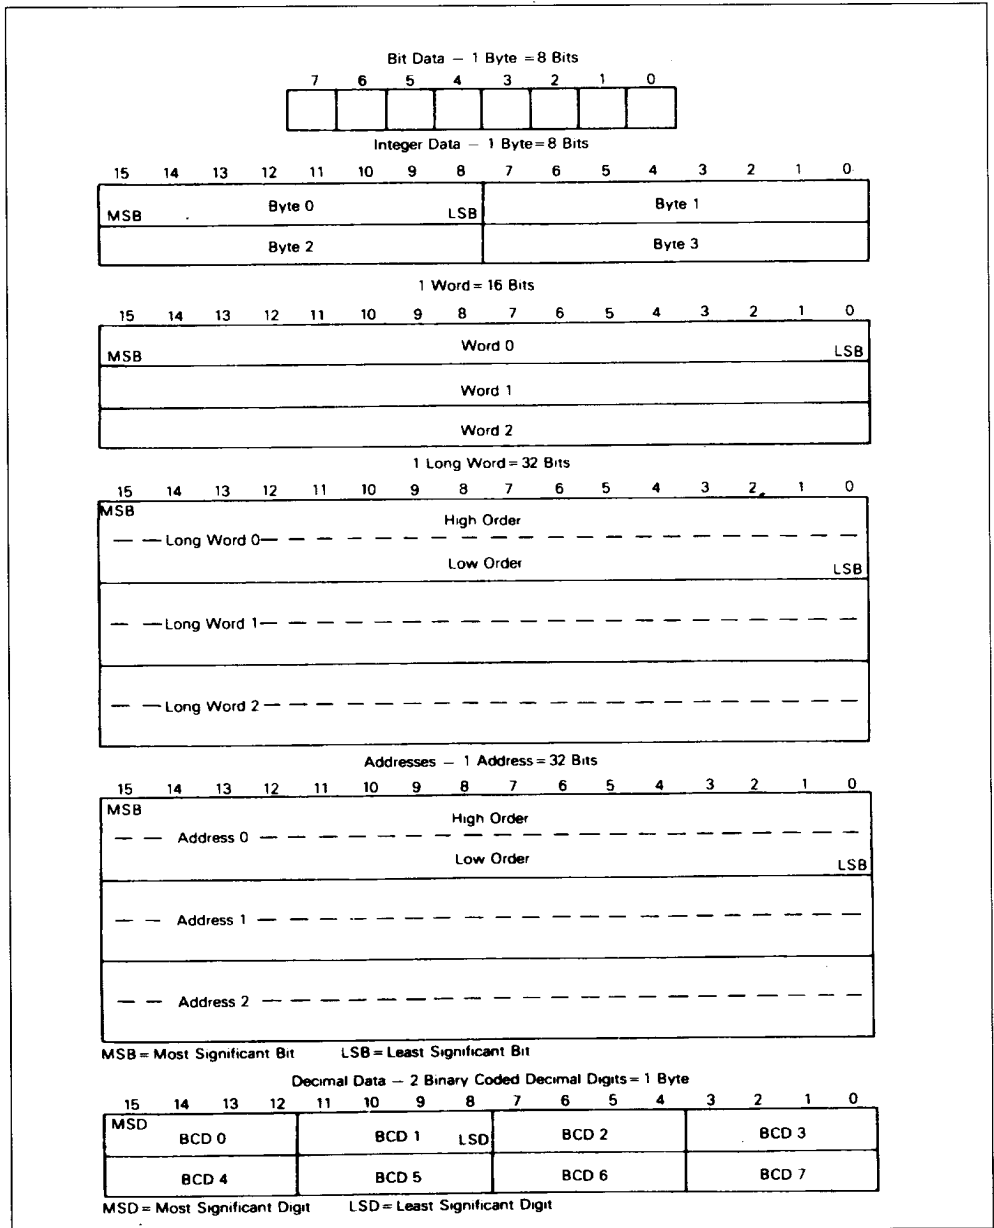 Bit Data — 1 Byte = 8 Bits
7 6 5 4 3 2 1 0
Integer Data — 1 Byte = 8 Bits
15 14 13 12 11 10 9 8 7 6 5 4 3 2 1 0
MSB Byte 0 LSB Byte 1
Byte 2 Byte 3
1 Word = 16 Bits
15 14 13 12 11 10 9 8 7 6 5 4 3 2 1 0
MSB Word 0 LSB
Word 1
Word 2
1 Long Word = 32 Bits
15 14 13 12 11 10 9 8 7 6 5 4 3 2 1 0
MSB High Order
Long Word 0
Low Order LSB
Long Word 1
Long Word 2
Addresses — 1 Address = 32 Bits
15 14 13 12 11 10 9 8 7 6 5 4 3 2 1 0
MSB High Order
Address 0
Low Order LSB
Address 1
Address 2
MSB = Most Significant Bit LSB = Least Significant Bit
Decimal Data — 2 Binary Coded Decimal Digits = 1 Byte
15 14 13 12 11 10 9 8 7 6 5 4 3 2 1 0
MSD BCD 0 BCD 1 LSD BCD 2 BCD 3
BCD 4 BCD 5 BCD 6 BCD 7
MSD = Most Significant Digit LSD = Least Significant Digit